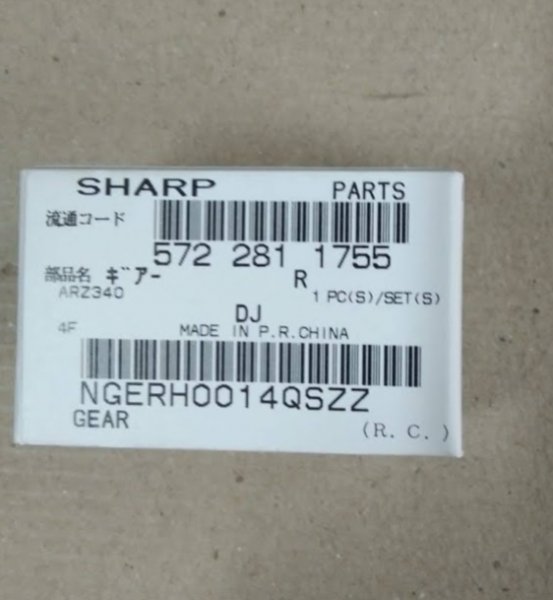 SHARP PARTS
流通コード
572 281 1755
部品名 ギアー R
ARZ340 1 PC(S)/SET(S)
DJ
4F MADE IN P.R.CHINA
NGERH0014QSZZ
GEAR (R. C. )